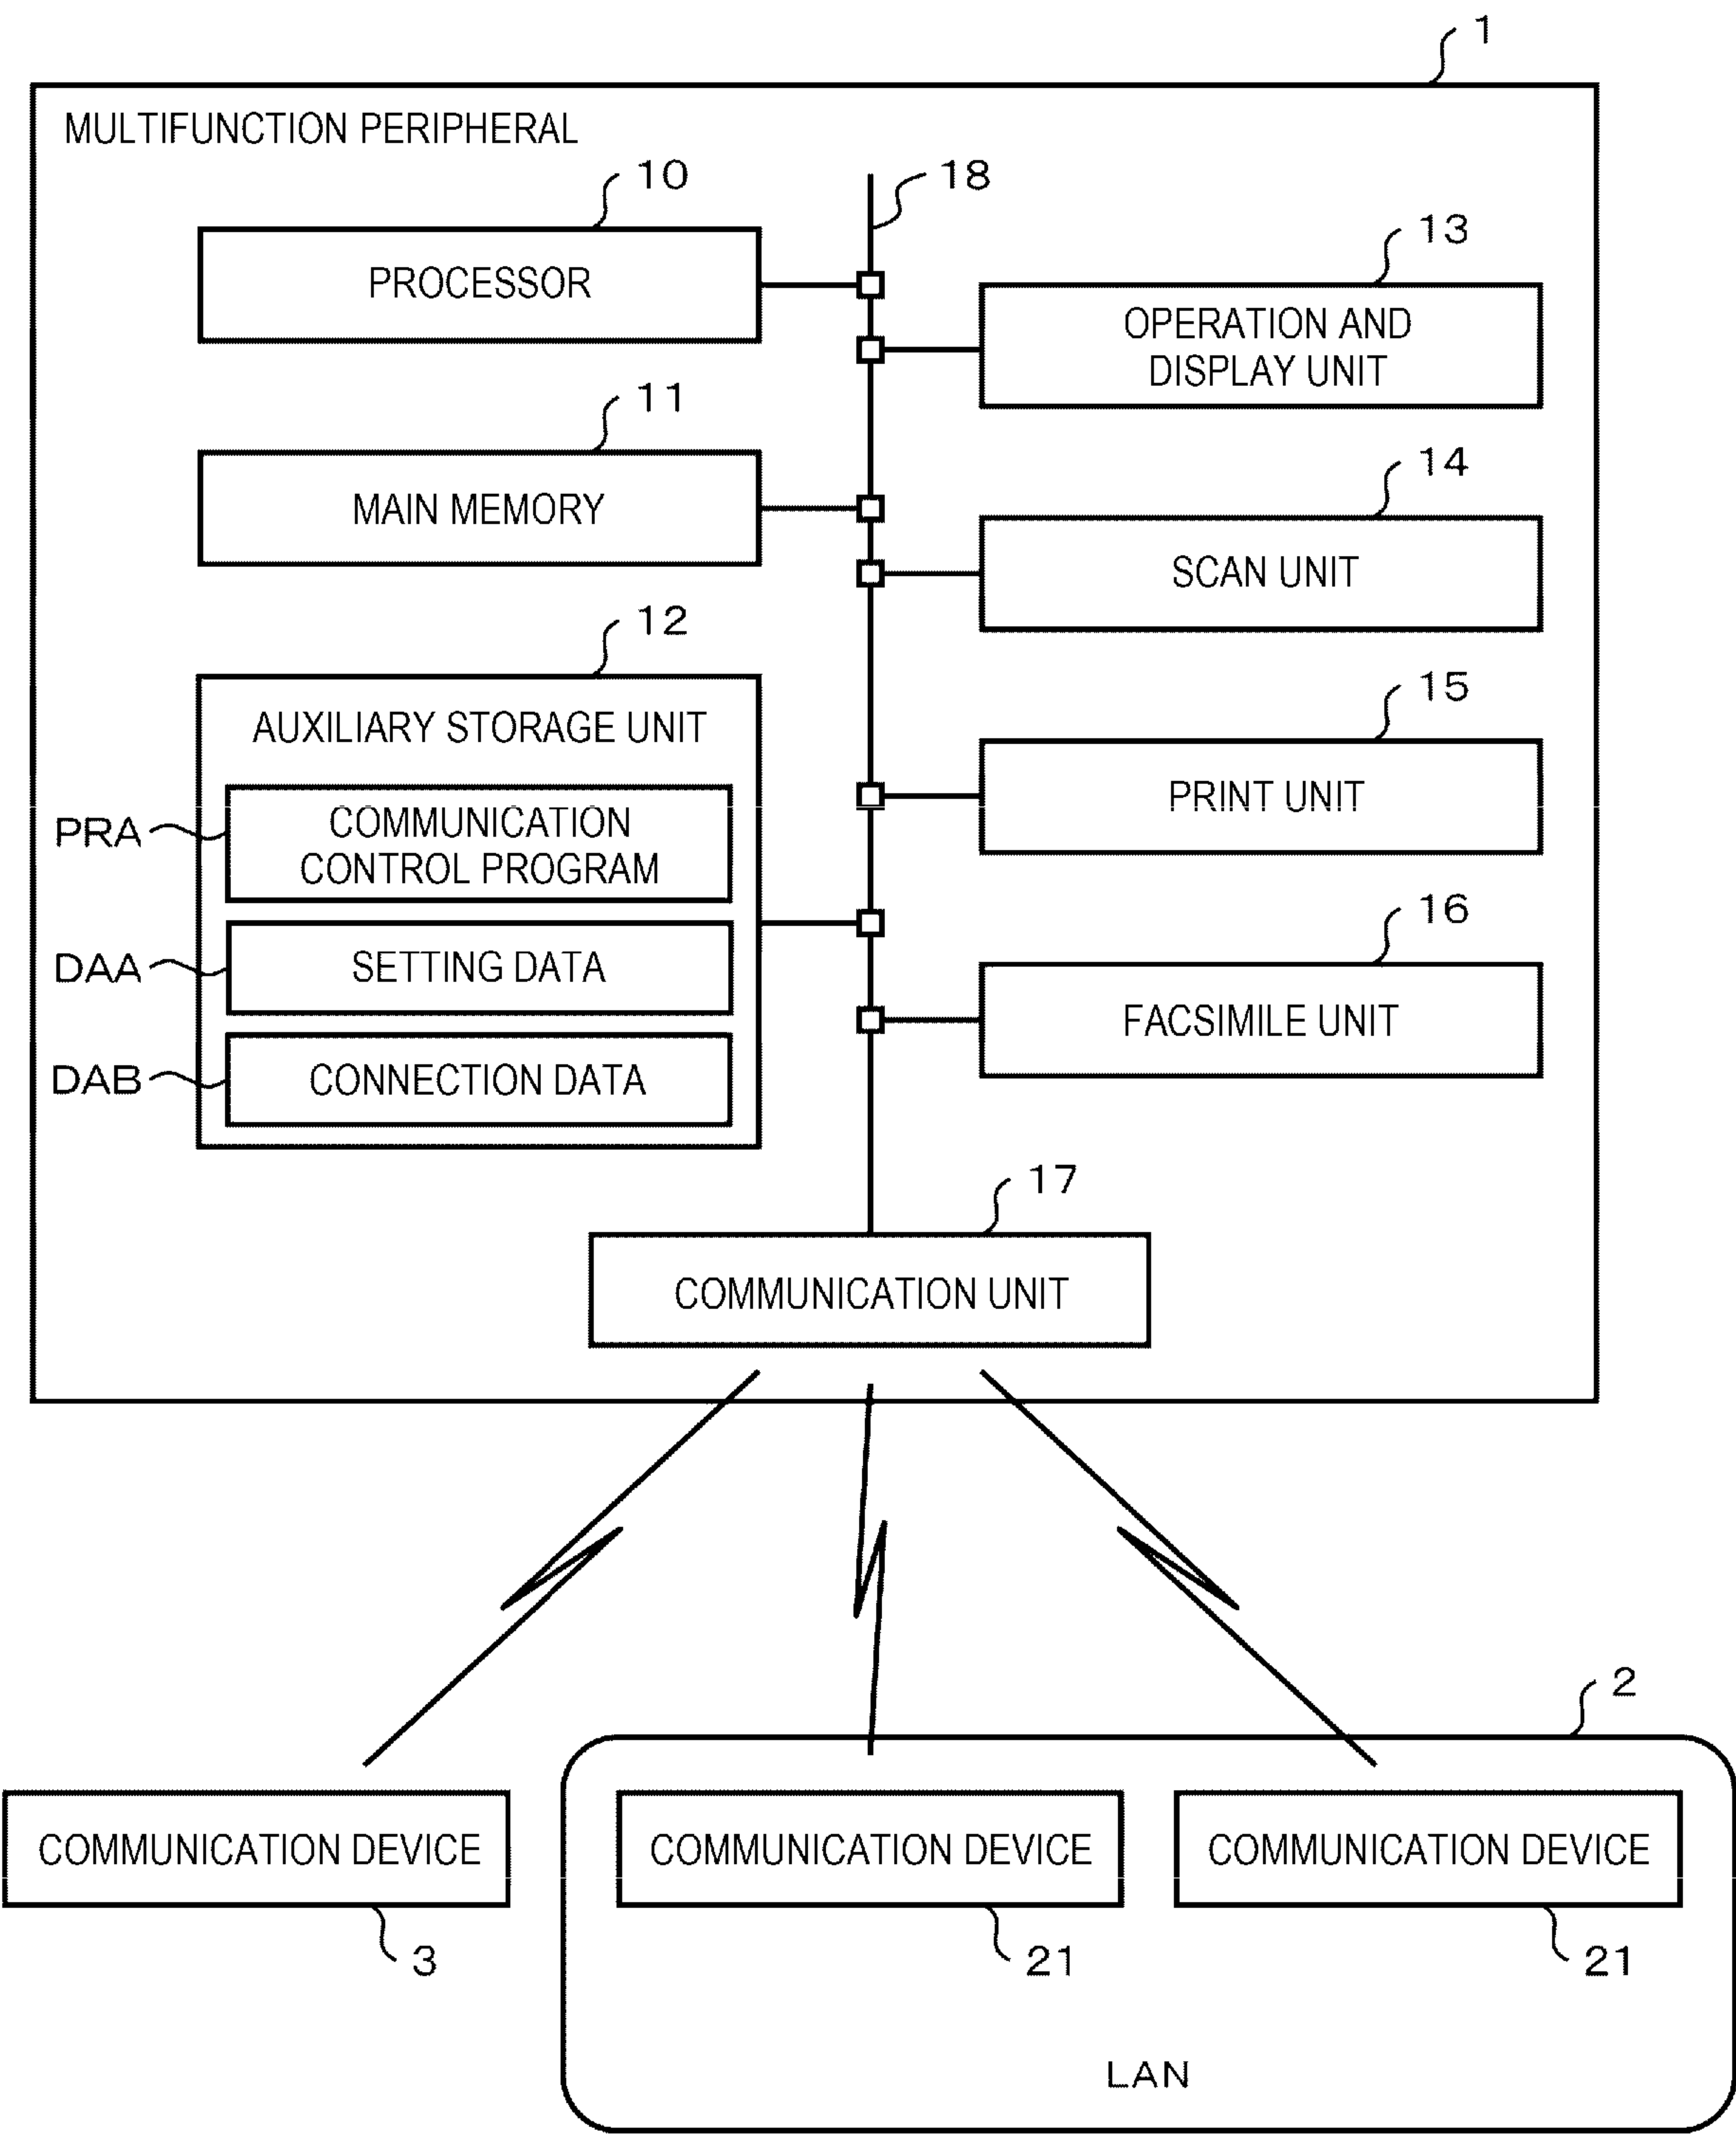 1
MULTIFUNCTION PERIPHERAL
10
18
PROCESSOR
13
OPERATION AND
DISPLAY UNIT
11
MAIN MEMORY
14
SCAN UNIT
12
AUXILIARY STORAGE UNIT
PRA
COMMUNICATION
CONTROL PROGRAM
DAA
SETTING DATA
DAB
CONNECTION DATA
15
PRINT UNIT
16
FACSIMILE UNIT
17
COMMUNICATION UNIT
2
COMMUNICATION DEVICE
3
COMMUNICATION DEVICE
21
COMMUNICATION DEVICE
21
LAN